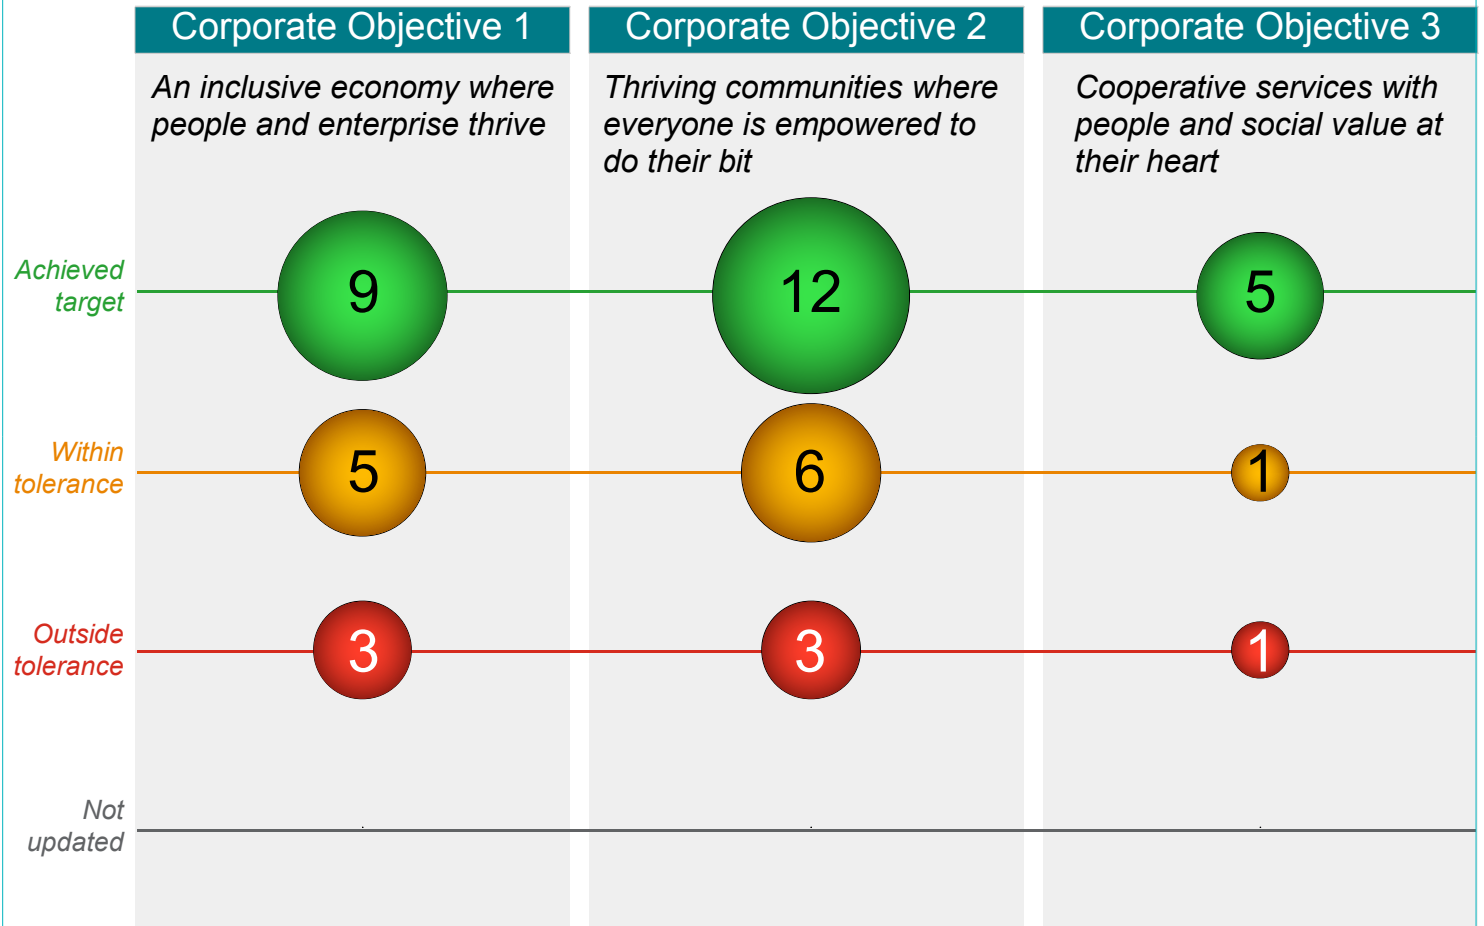 Corporate Objective 1
Corporate Objective 2
Corporate Objective 3
An inclusive economy where
people and enterprise thrive
Thriving communities where
everyone is empowered to
do their bit
Cooperative services with
people and social value at
their heart
Achieved
target
9
12
5
Within
tolerance
5
6
1
Outside
tolerance
3
3
1
Not
updated